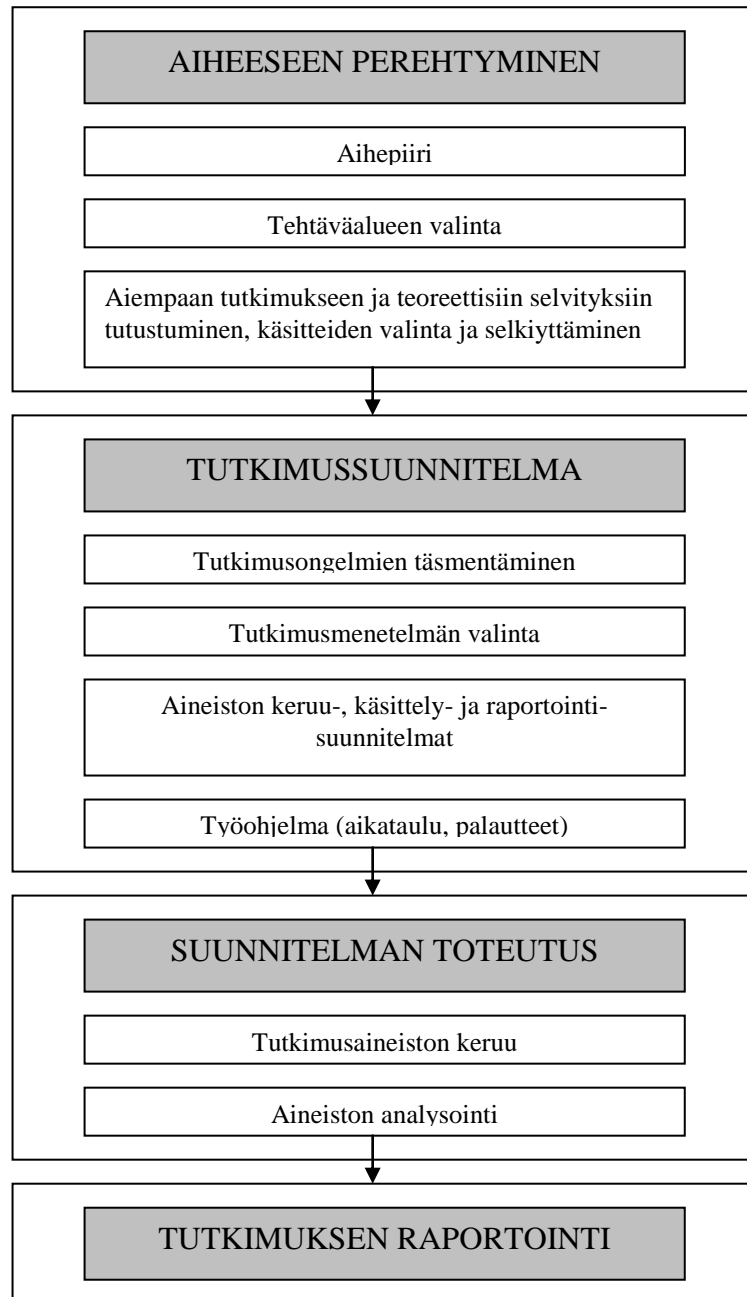 AIHEESEEN PEREHTYMINEN
Aihepiiri
Tehtäväalueen valinta
Aiempaan tutkimukseen ja teoreettisiin selvityksiin
tutustuminen, käsitteiden valinta ja selkiyttäminen
TUTKIMUSSUUNNITELMA
Tutkimusongelmien täsmentäminen
Tutkimusmenetelmän valinta
Aineiston keruu-, käsittely- ja raportointi-
suunnitelmat
Työohjelma (aikataulu, palautteet)
SUUNNITELMAN TOTEUTUS
Tutkimusaineiston keruu
Aineiston analysointi
TUTKIMUKSEN RAPORTOINTI